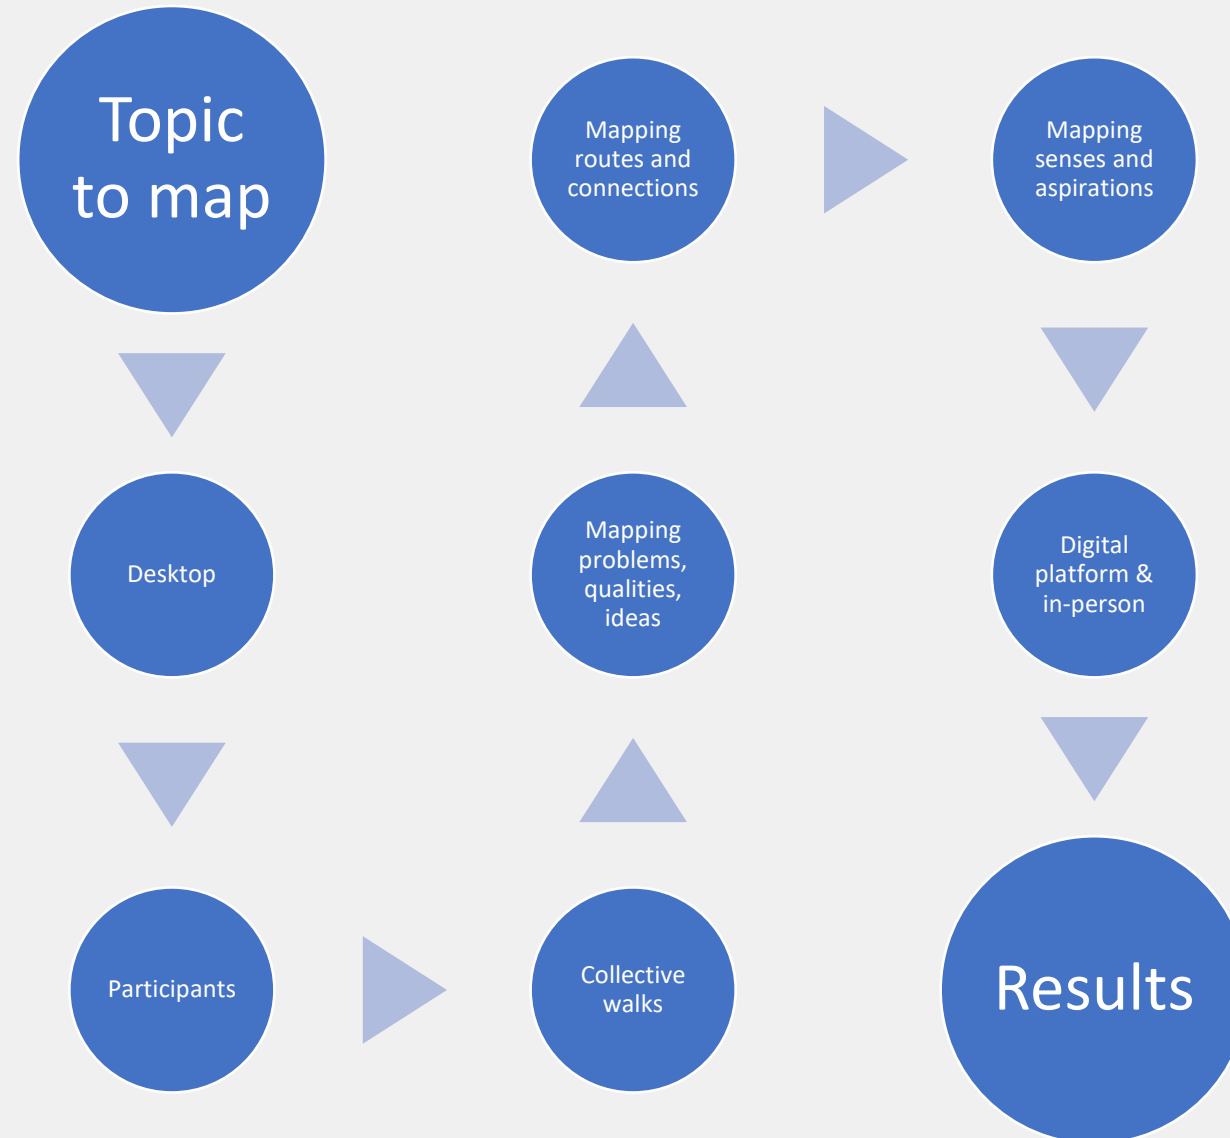 Topic
to map
Desktop
Participants
Collective
walks
Mapping
problems,
qualities,
ideas
Mapping
routes and
connections
Mapping
senses and
aspirations
Digital
platform &
in-person
Results